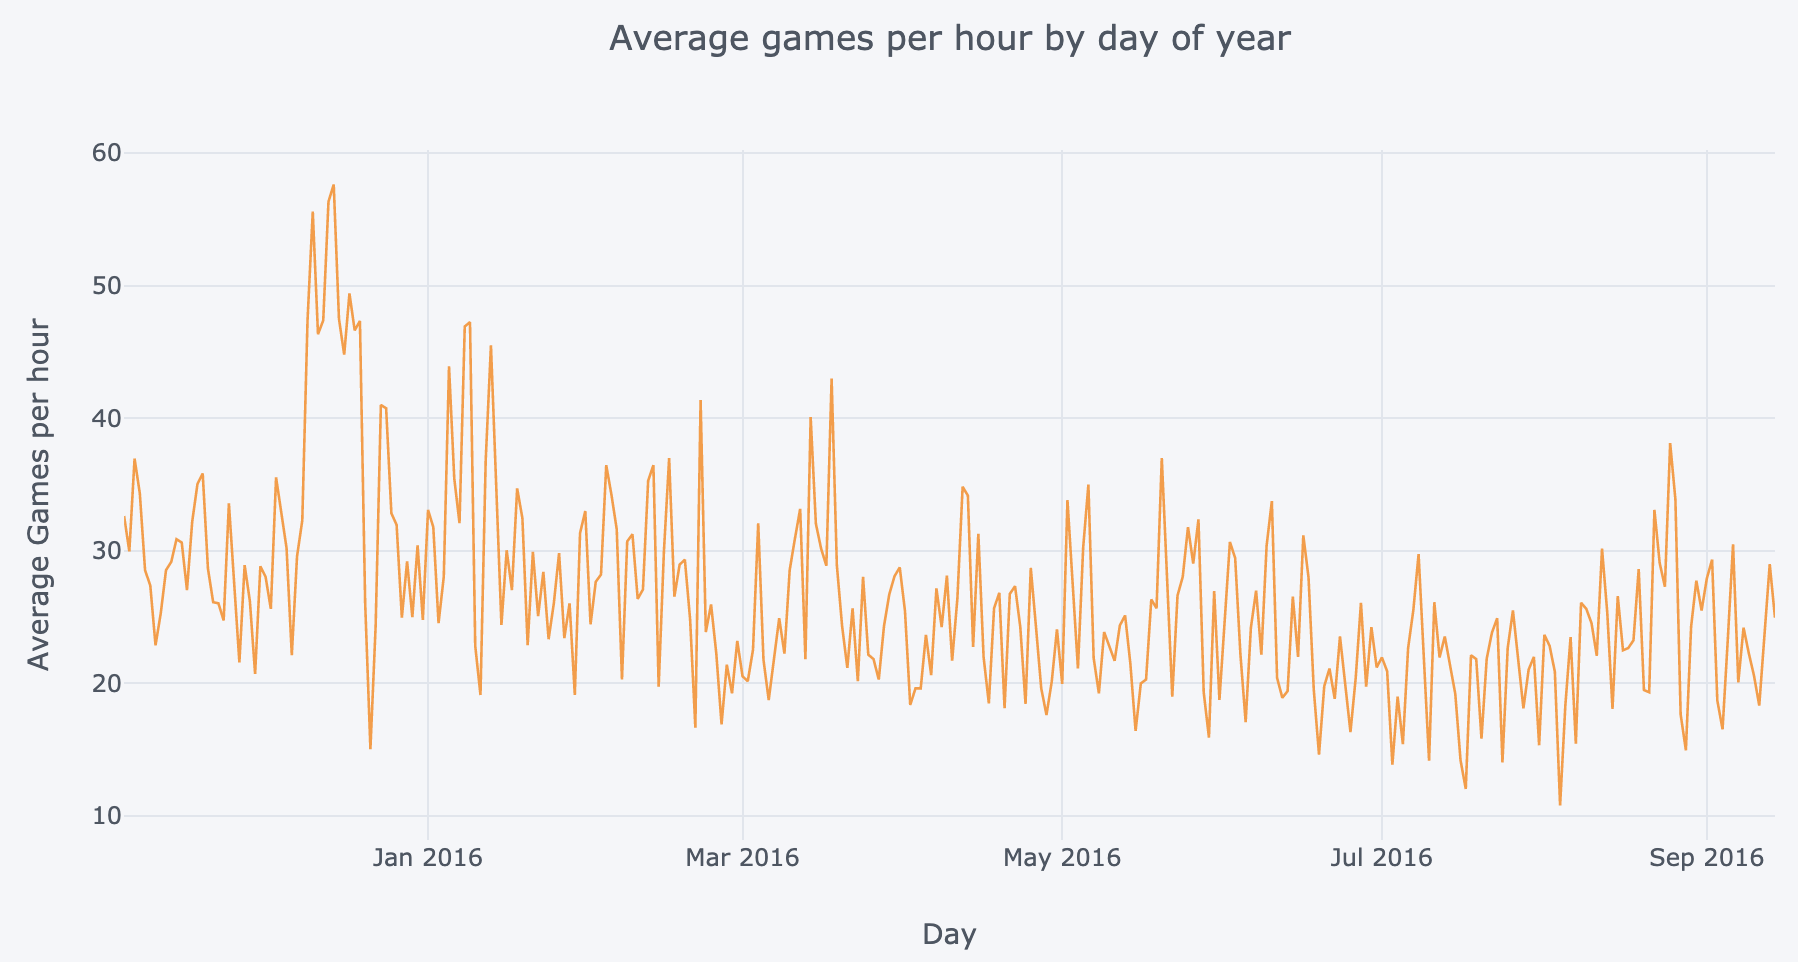 Average games per hour by day of year
Average Games per hour
60
50
40
30
20
10
Jan 2016
Mar 2016
May 2016
Jul 2016
Sep 2016
Day